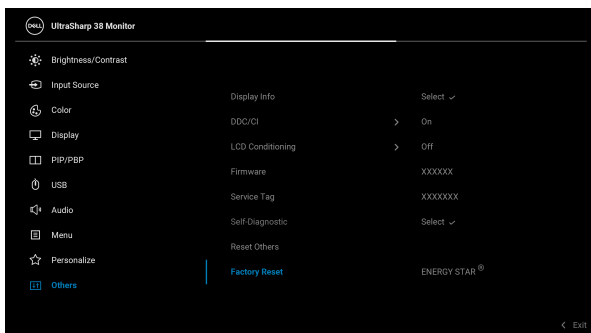 DELL UltraSharp 38 Monitor
Brightness/Contrast
Input Source
Color
Display
PIP/PBP
USB
Audio
Menu
Personalize
Others
Display Info Select
DDC/CI On
LCD Conditioning Off
Firmware XXXXXX
Service Tag XXXXXXX
Self-Diagnostic Select
Reset Others
Factory Reset ENERGY STAR ®
Exit